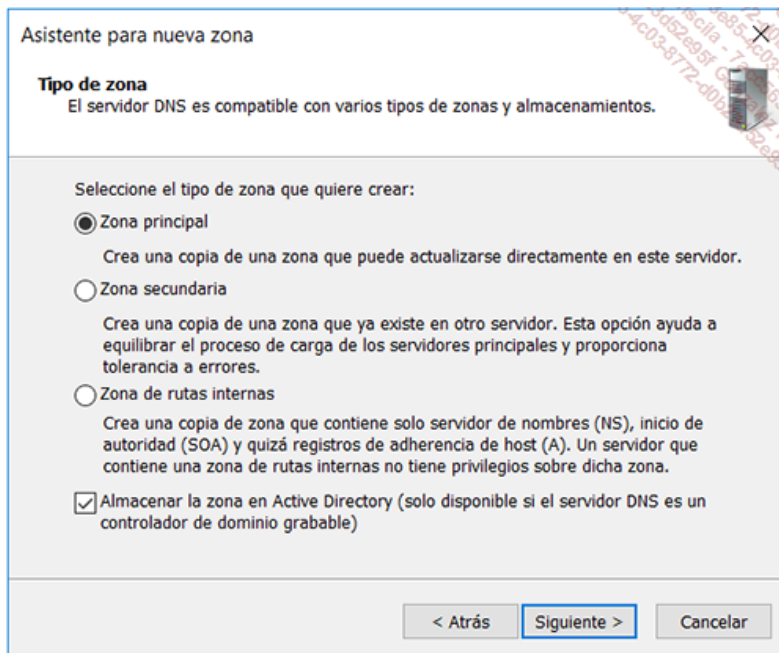 Asistente para nueva zona
Tipo de zona
El servidor DNS es compatible con varios tipos de zonas y almacenamientos.
Seleccione el tipo de zona que quiere crear:
Zona principal
Crea una copia de una zona que puede actualizarse directamente en este servidor.
Zona secundaria
Crea una copia de una zona que ya existe en otro servidor. Esta opción ayuda a
equilibrar el proceso de carga de los servidores principales y proporciona
tolerancia a errores.
Zona de rutas internas
Crea una copia de zona que contiene solo servidor de nombres (NS), inicio de
autoridad (SOA) y quizá registros de adherencia de host (A). Un servidor que
contiene una zona de rutas internas no tiene privilegios sobre dicha zona.
Almacenar la zona en Active Directory (solo disponible si el servidor DNS es un
controlador de dominio grabable)
< Atrás
Siguiente >
Cancelar